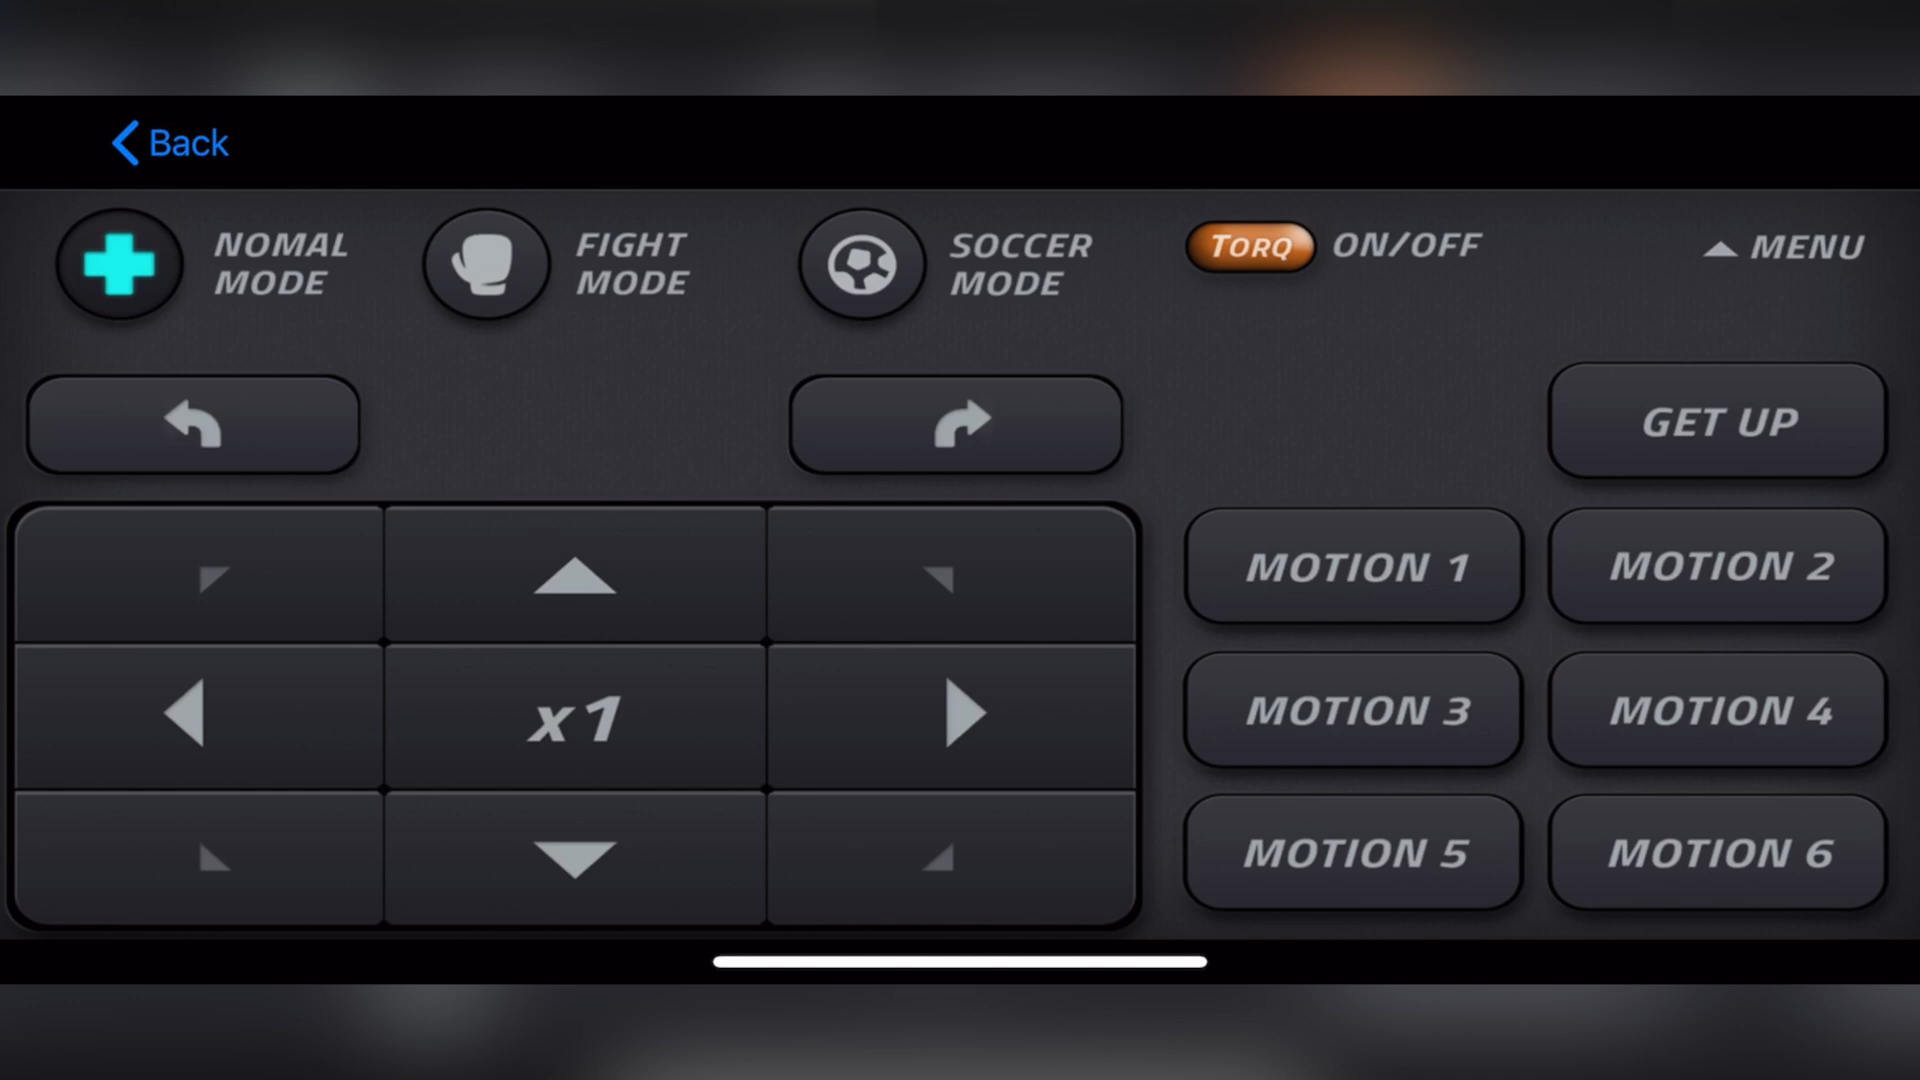 Back
NOMAL
MODE
FIGHT
MODE
SOCCER
MODE
TORQ ON/OFF
MENU
GET UP
MOTION 1
MOTION 2
x1
MOTION 3
MOTION 4
MOTION 5
MOTION 6